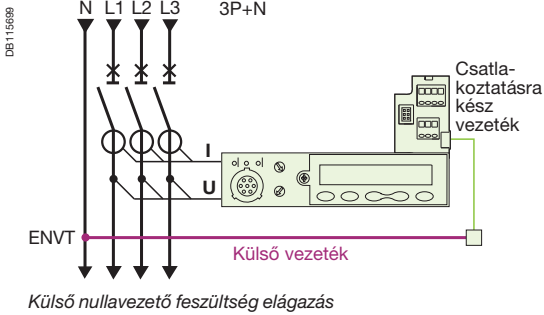 DB115699
N L1 L2 L3 3P+N
Csatla-
koztatásra
kész
vezeték
I
U
ENVT
Külső vezeték
Külső nullavezető feszültség elágazás